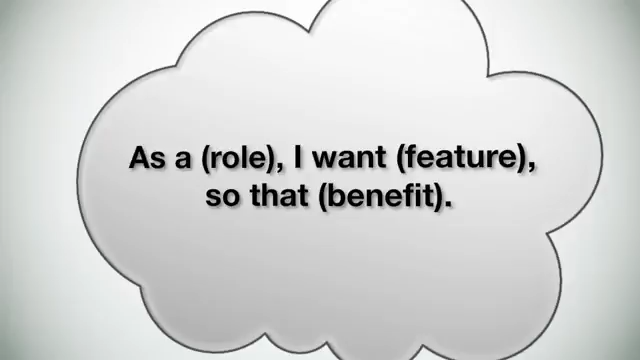 As a (role), I want (feature),
so that (benefit).